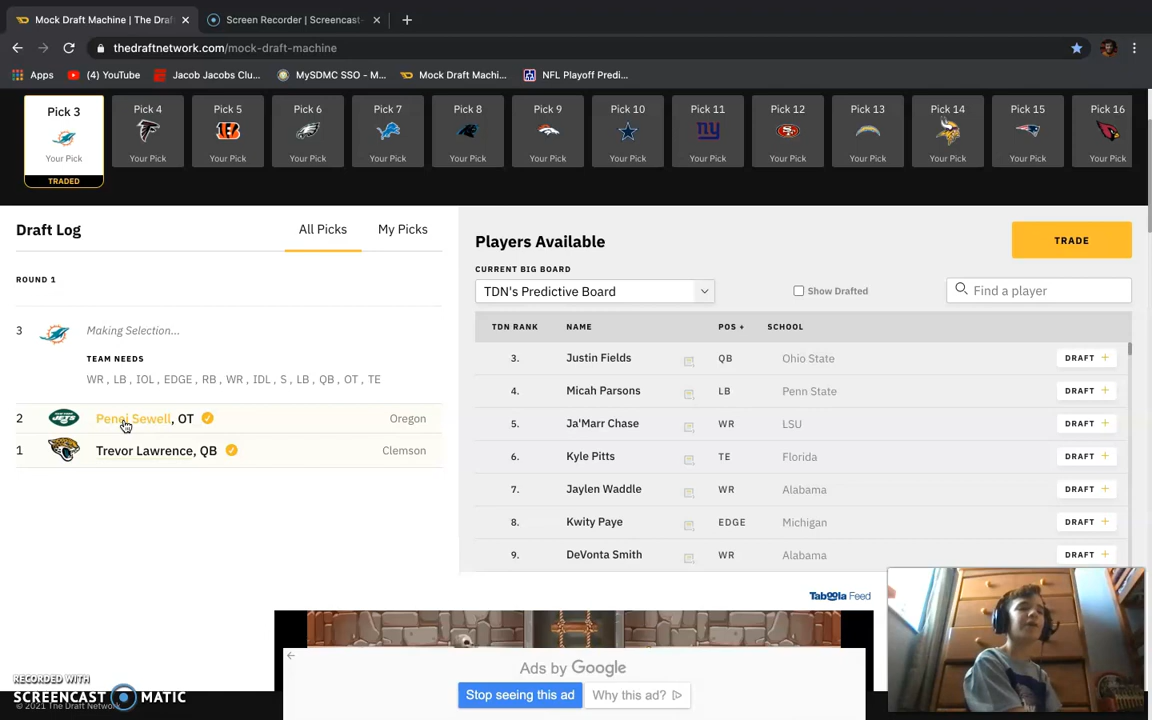 Mock Draft Machine | The Draf
Screen Recorder | Screencast-
thedraftnetwork.com/mock-draft-machine
Apps (4) YouTube Jacob Jacobs Clu... MySDMC SSO - M... Mock Draft Machi... NFL Playoff Predi...
Pick 3 Pick 4 Pick 5 Pick 6 Pick 7 Pick 8 Pick 9 Pick 10 Pick 11 Pick 12 Pick 13 Pick 14 Pick 15 Pick 16
Your Pick Your Pick Your Pick Your Pick Your Pick Your Pick Your Pick Your Pick Your Pick Your Pick Your Pick Your Pick Your Pick Your Pick
TRADED
Draft Log All Picks My Picks
ROUND 1
3 Making Selection...
TEAM NEEDS
WR , LB , IOL , EDGE , RB , WR , IDL , S , LB , QB , OT , TE
2 JETS Penei Sewell, OT Oregon
1 Trevor Lawrence, QB Clemson
Players Available TRADE
CURRENT BIG BOARD
TDN's Predictive Board Show Drafted Find a player
TDN RANK NAME POS + SCHOOL
3. Justin Fields QB Ohio State DRAFT +
4. Micah Parsons LB Penn State DRAFT +
5. Ja'Marr Chase WR LSU DRAFT +
6. Kyle Pitts TE Florida DRAFT +
7. Jaylen Waddle WR Alabama DRAFT +
8. Kwity Paye EDGE Michigan DRAFT +
9. DeVonta Smith WR Alabama DRAFT +
Taboola Feed
Ads by Google
Stop seeing this ad Why this ad?
RECORDED WITH
SCREENCAST MATIC
© 2021 The Draft Network